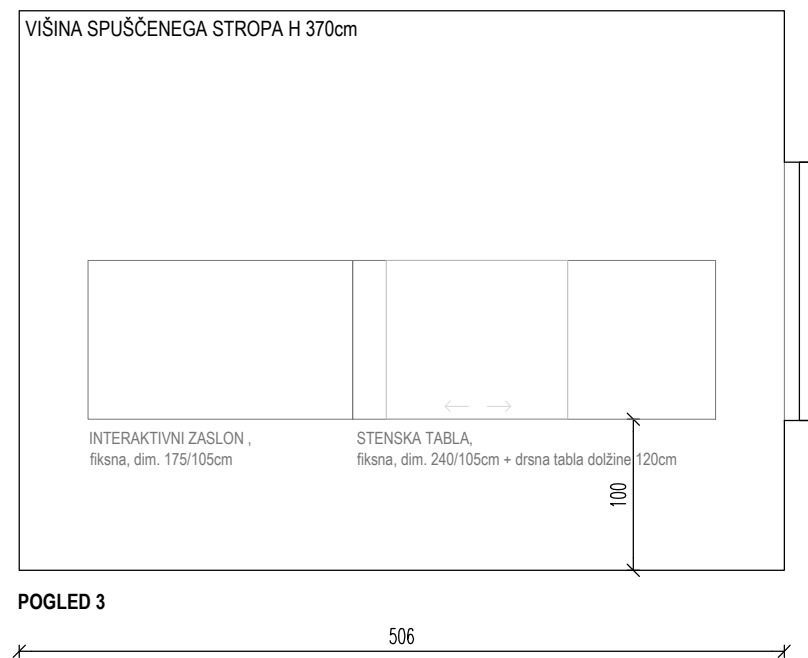 VIŠINA SPUŠČENEGA STROPA H 370cm
INTERAKTIVNI ZASLON ,
fiksna, dim. 175/105cm
STENSKA TABLA,
fiksna, dim. 240/105cm + drsna tabla dolžine 120cm
100
POGLED 3
506